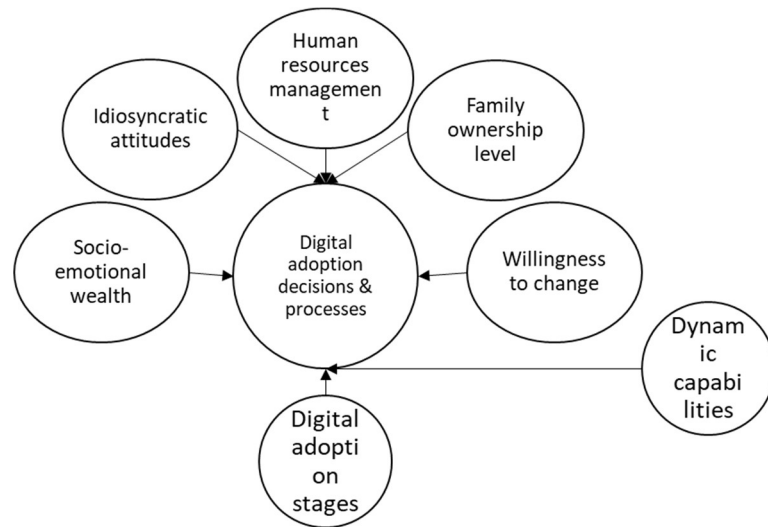 Human
resources
managemen
t
Idiosyncratic
attitudes
Family
ownership
level
Socio-
emotional
wealth
Digital
adoption
decisions &
processes
Willingness
to change
Dynam
ic
capabi
lities
Digital
adopti
on
stages